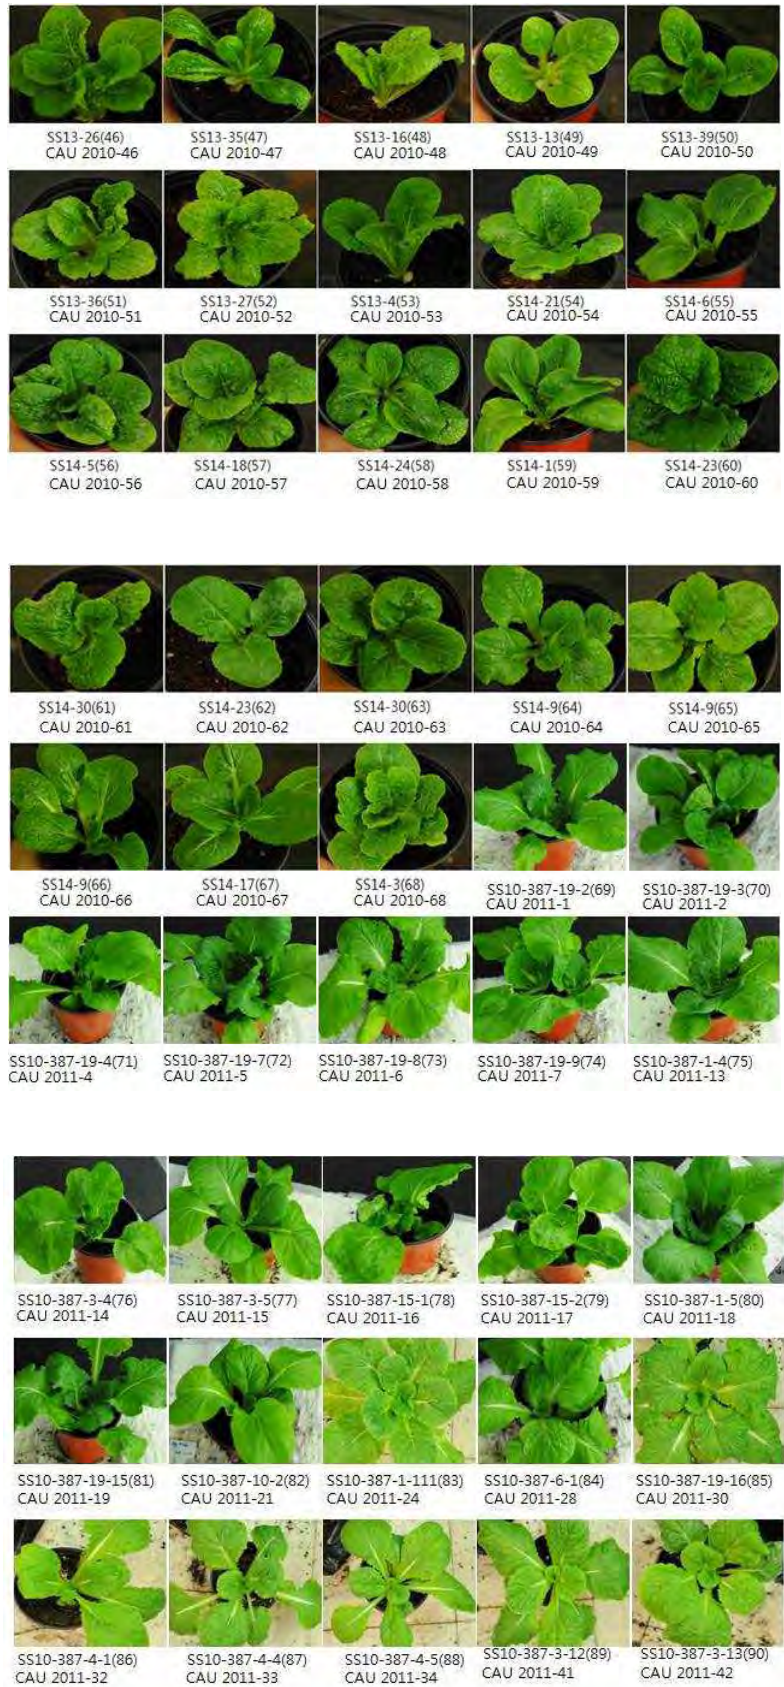 SS13-26(46)
CAU 2010-46
SS13-35(47)
CAU 2010-47
SS13-16(48)
CAU 2010-48
SS13-13(49)
CAU 2010-49
SS13-39(50)
CAU 2010-50
SS13-36(51)
CAU 2010-51
SS13-27(52)
CAU 2010-52
SS13-4(53)
CAU 2010-53
SS14-21(54)
CAU 2010-54
SS14-6(55)
CAU 2010-55
SS14-5(56)
CAU 2010-56
SS14-18(57)
CAU 2010-57
SS14-24(58)
CAU 2010-58
SS14-1(59)
CAU 2010-59
SS14-23(60)
CAU 2010-60
SS14-30(61)
CAU 2010-61
SS14-23(62)
CAU 2010-62
SS14-30(63)
CAU 2010-63
SS14-9(64)
CAU 2010-64
SS14-9(65)
CAU 2010-65
SS14-9(66)
CAU 2010-66
SS14-17(67)
CAU 2010-67
SS14-3(68)
CAU 2010-68
SS10-387-19-2(69)
CAU 2011-1
SS10-387-19-3(70)
CAU 2011-2
SS10-387-19-4(71)
CAU 2011-4
SS10-387-19-7(72)
CAU 2011-5
SS10-387-19-8(73)
CAU 2011-6
SS10-387-19-9(74)
CAU 2011-7
SS10-387-1-4(75)
CAU 2011-13
SS10-387-3-4(76)
CAU 2011-14
SS10-387-3-5(77)
CAU 2011-15
SS10-387-15-1(78)
CAU 2011-16
SS10-387-15-2(79)
CAU 2011-17
SS10-387-1-5(80)
CAU 2011-18
SS10-387-19-15(81)
CAU 2011-19
SS10-387-10-2(82)
CAU 2011-21
SS10-387-1-111(83)
CAU 2011-24
SS10-387-6-1(84)
CAU 2011-28
SS10-387-19-16(85)
CAU 2011-30
SS10-387-4-1(86)
CAU 2011-32
SS10-387-4-4(87)
CAU 2011-33
SS10-387-4-5(88)
CAU 2011-34
SS10-387-3-12(89)
CAU 2011-41
SS10-387-3-13(90)
CAU 2011-42